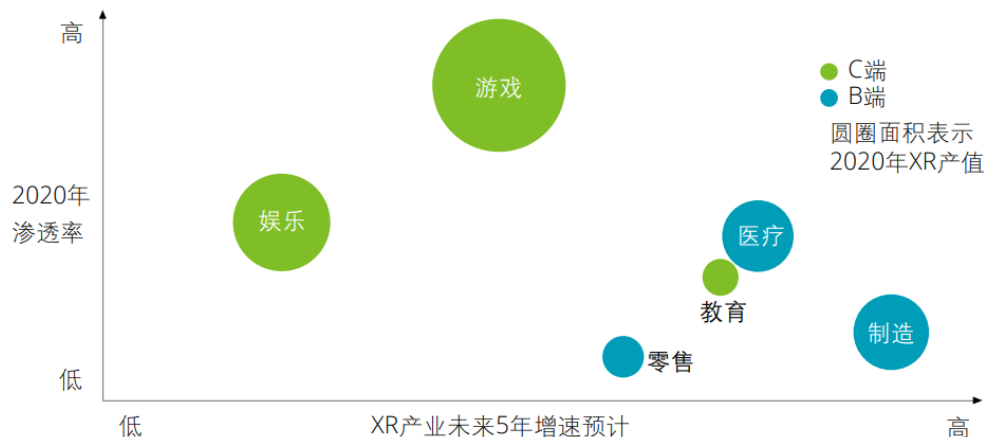 高
游戏
C端
B端
圆圈面积表示
2020年XR产值
2020年
渗透率
娱乐
医疗
教育
制造
零售
低
低
XR产业未来5年增速预计
高